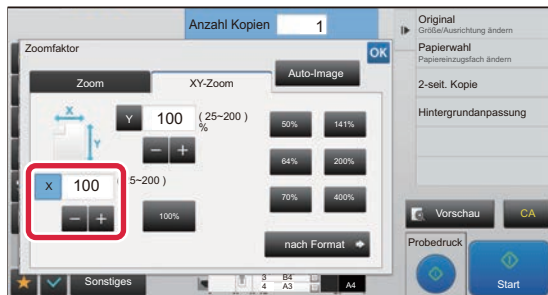 Anzahl Kopien 1
Zoomfaktor
OK
Zoom
XY-Zoom
Auto-Image
X
Y
Y 100 ( 25~200 )
%
X 100 5~200 )
100%
50% 141%
64% 200%
70% 400%
nach Format
Original
Größe/Ausrichtung ändern
Papierwahl
Papiereinzugsfach ändern
2-seit. Kopie
Hintergrundanpassung
Vorschau
CA
Probedruck
Start
Sonstiges
3 B4
4 A3
A4